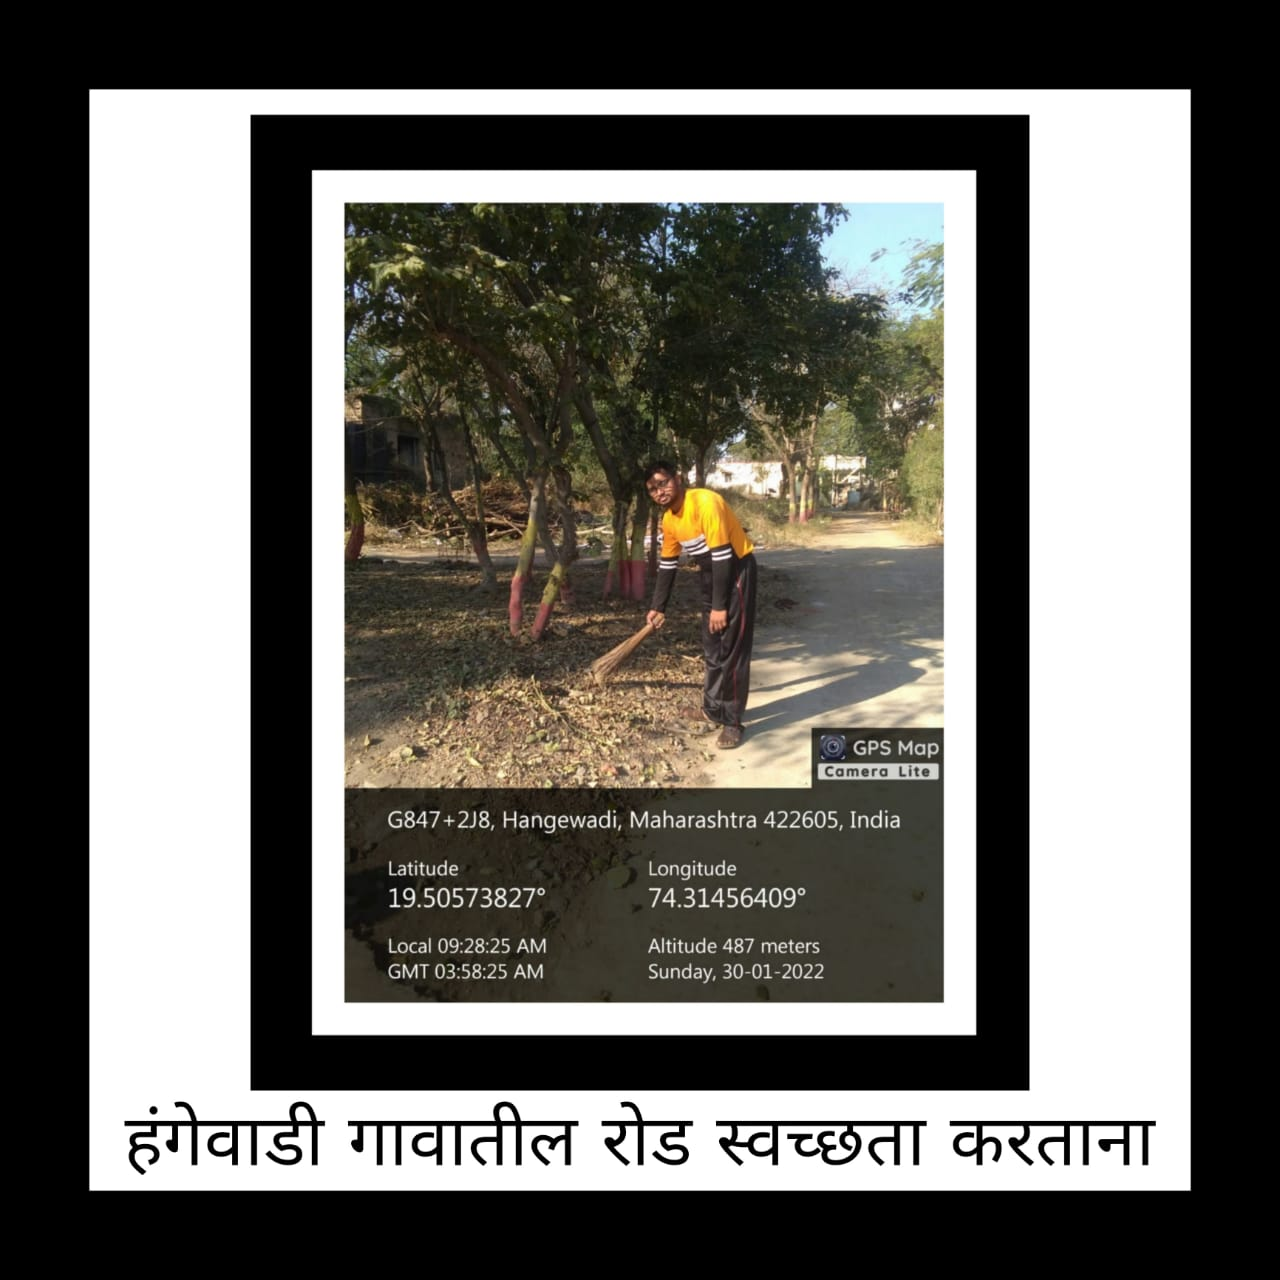 GPS Map
Camera Lite
G847+2J8, Hangewadi, Maharashtra 422605, India
Latitude
19.50573827°
Longitude
74.31456409°
Local 09:28:25 AM
GMT 03:58:25 AM
Altitude 487 meters
Sunday, 30-01-2022
हंगेवाडी गावातील रोड स्वच्छता करताना